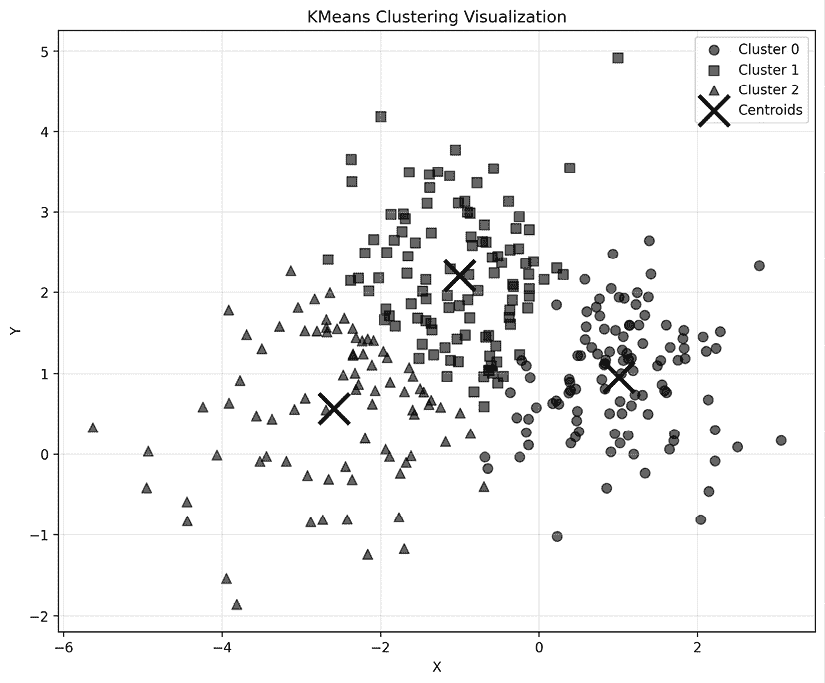 KMeans Clustering Visualization
Cluster 0
Cluster 1
Cluster 2
Centroids
5
4
3
2
1
0
−1
−2
Y
−6
−4
−2
0
2
X